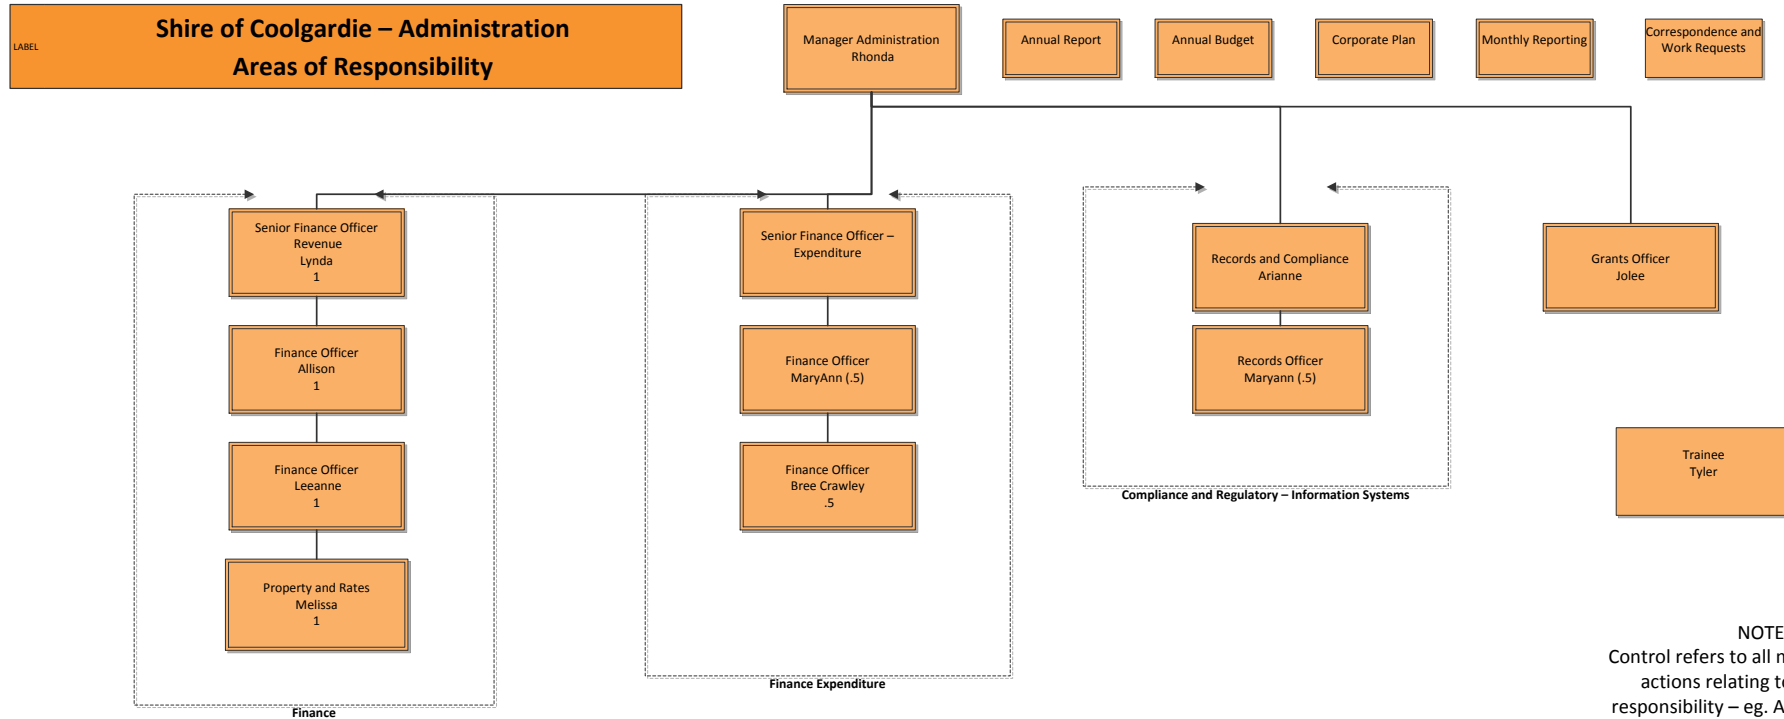 LABEL
Shire of Coolgardie – Administration
Areas of Responsibility
Manager Administration
Rhonda
Annual Report
Annual Budget
Corporate Plan
Monthly Reporting
Correspondence and
Work Requests
Senior Finance Officer
Revenue
Lynda
1
Finance Officer
Allison
1
Finance Officer
Leeanne
1
Property and Rates
Melissa
1
Finance
Senior Finance Officer –
Expenditure
Finance Officer
MaryAnn (.5)
Finance Officer
Bree Crawley
.5
Finance Expenditure
Records and Compliance
Arianne
Records Officer
Maryann (.5)
Compliance and Regulatory – Information Systems
Grants Officer
Jolee
Trainee
Tyler
NOTE
Control refers to all
actions relating
responsibility – eg.